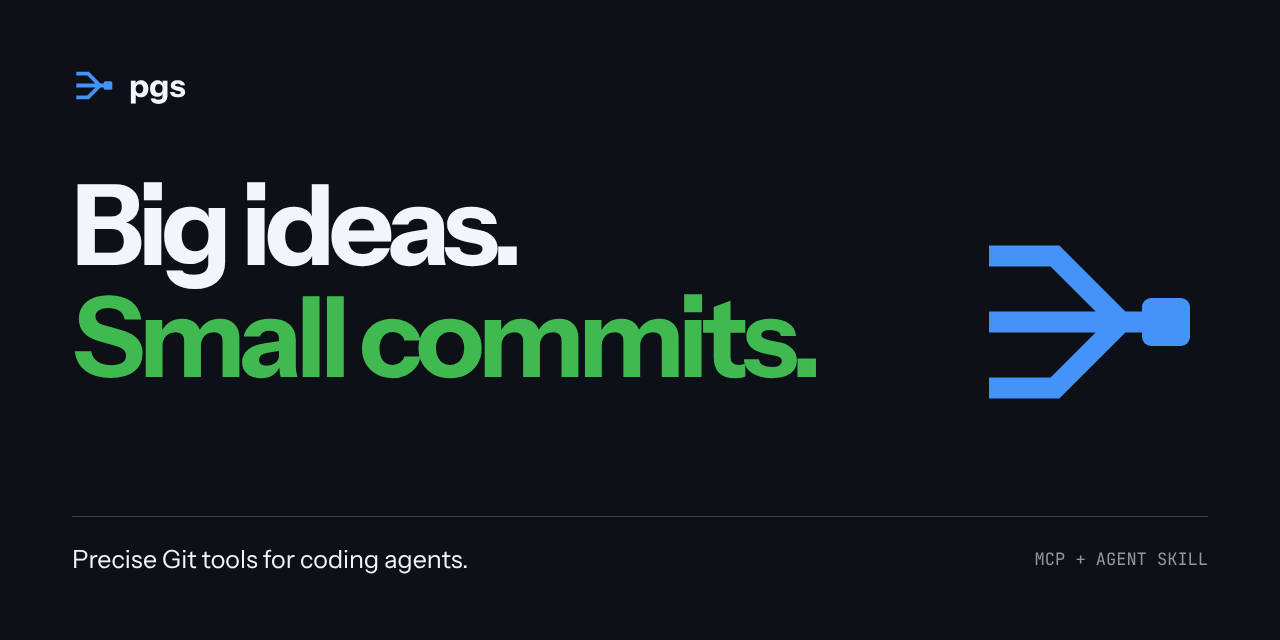 pgs
Big ideas.
Small commits.
Precise Git tools for coding agents.
MCP + AGENT SKILL